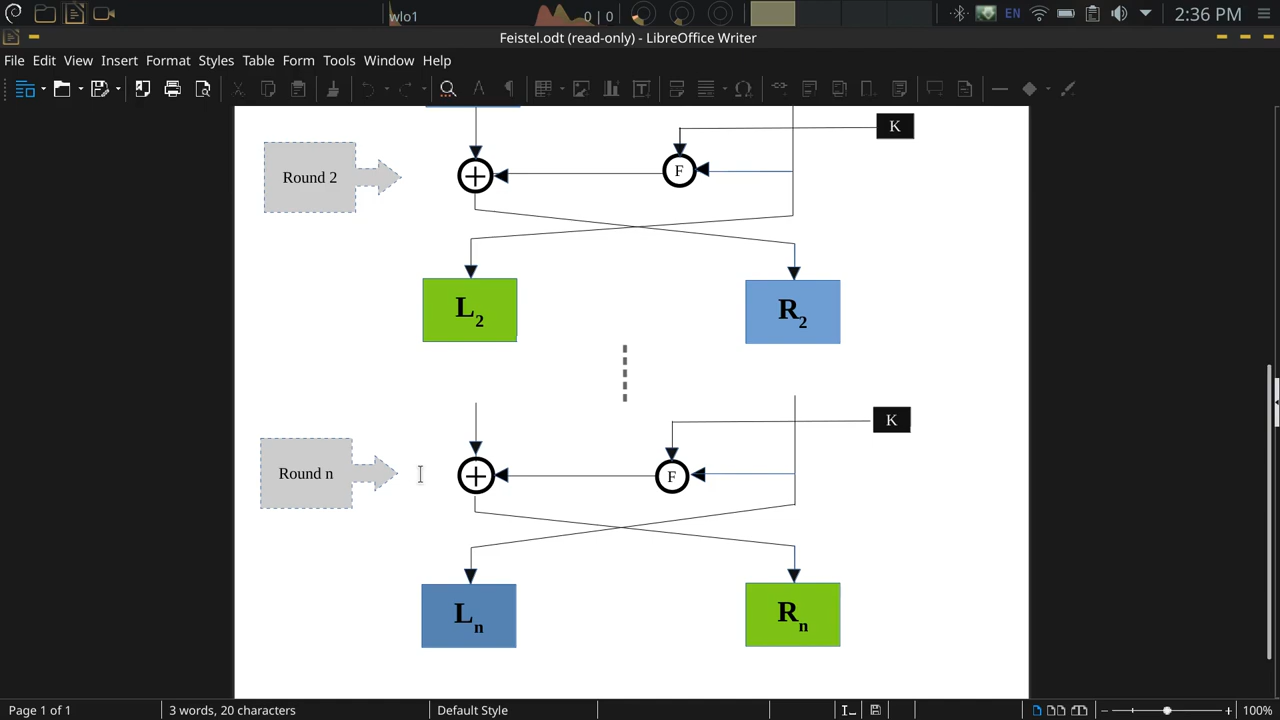 wlo1
0 | 0
EN
2:36 PM
Feistel.odt (read-only) - LibreOffice Writer
File Edit View Insert Format Styles Table Form Tools Window Help
K
Round 2
F
L2
R2
K
Round n
F
Ln
Rn
Page 1 of 1
3 words, 20 characters
Default Style
100%